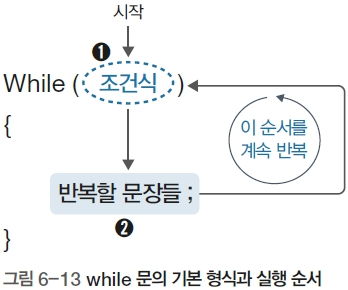 시작
❶
While ( 조건식 )
{
이 순서를
계속 반복
반복할 문장들 ;
❷
}
그림 6-13 while 문의 기본 형식과 실행 순서